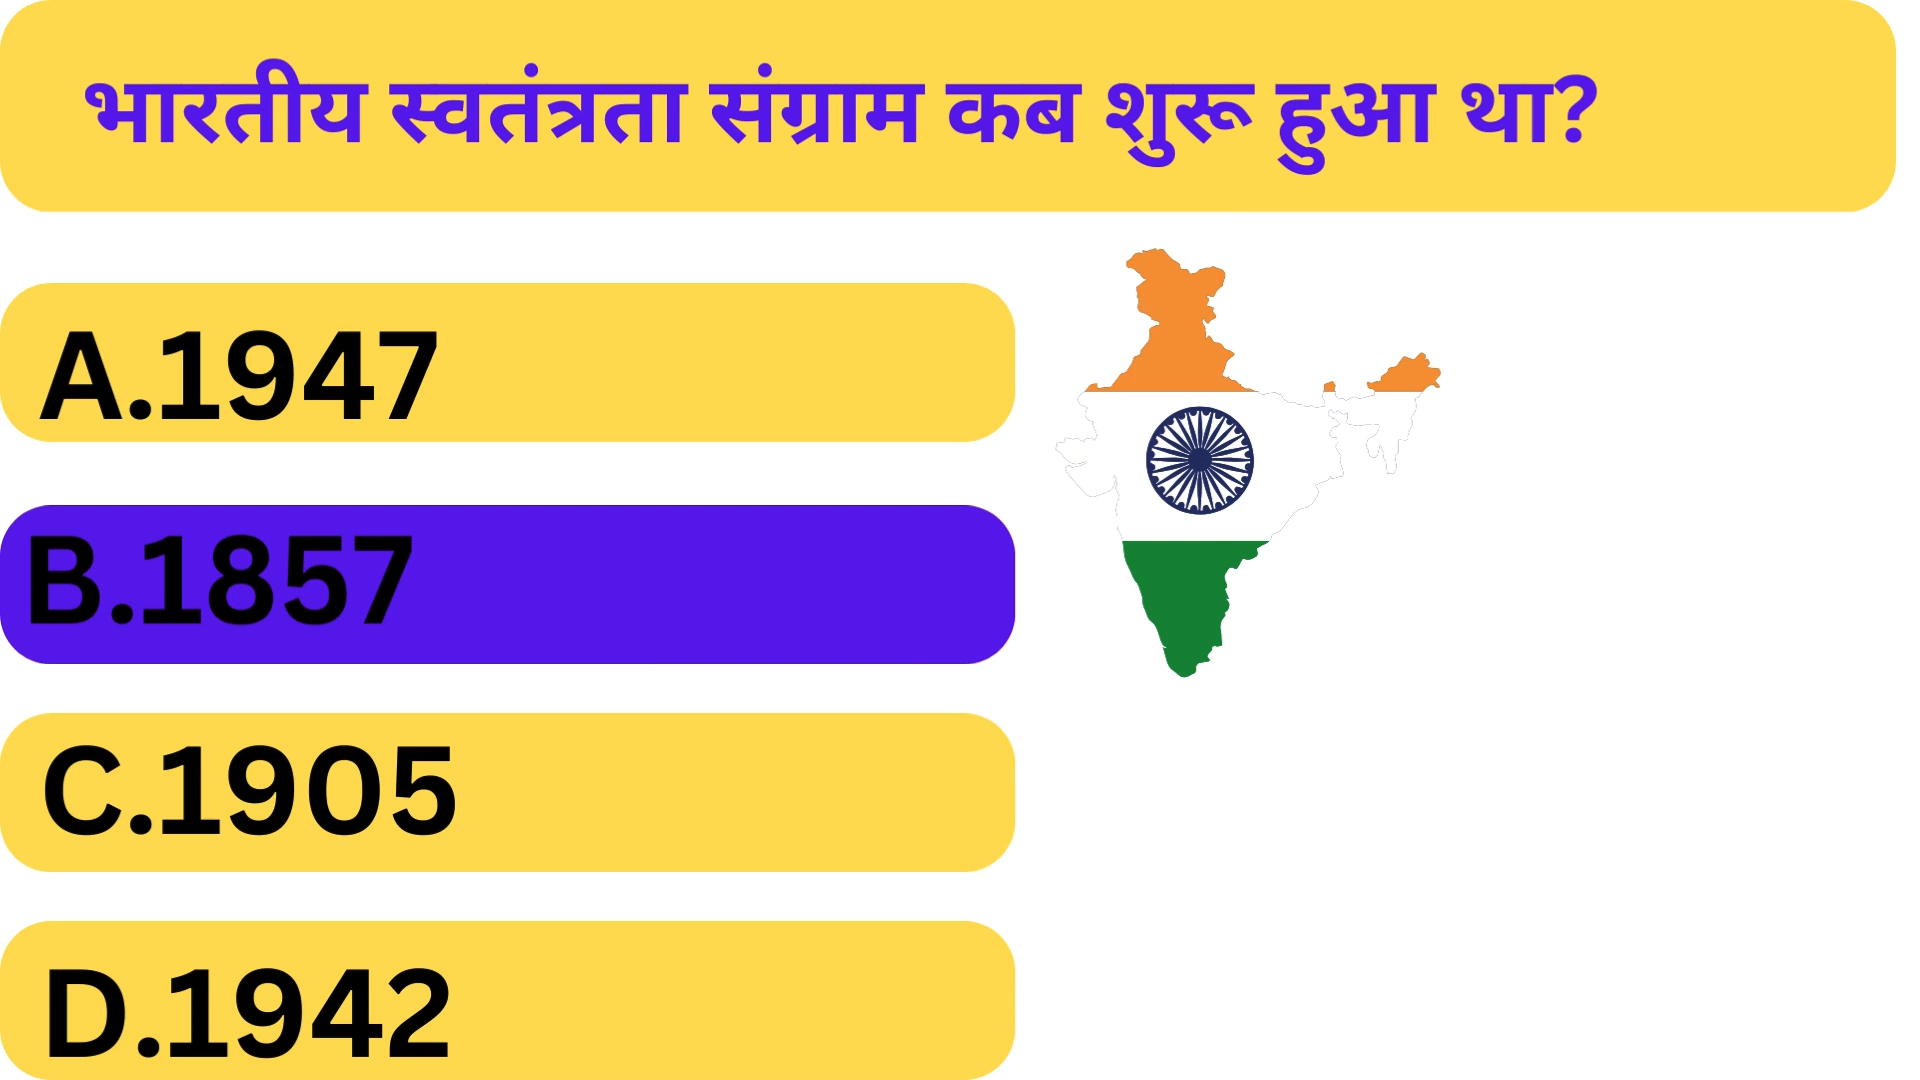 भारतीय स्वतंत्रता संग्राम कब शुरू हुआ था?
A.1947
B.1857
C.1905
D.1942